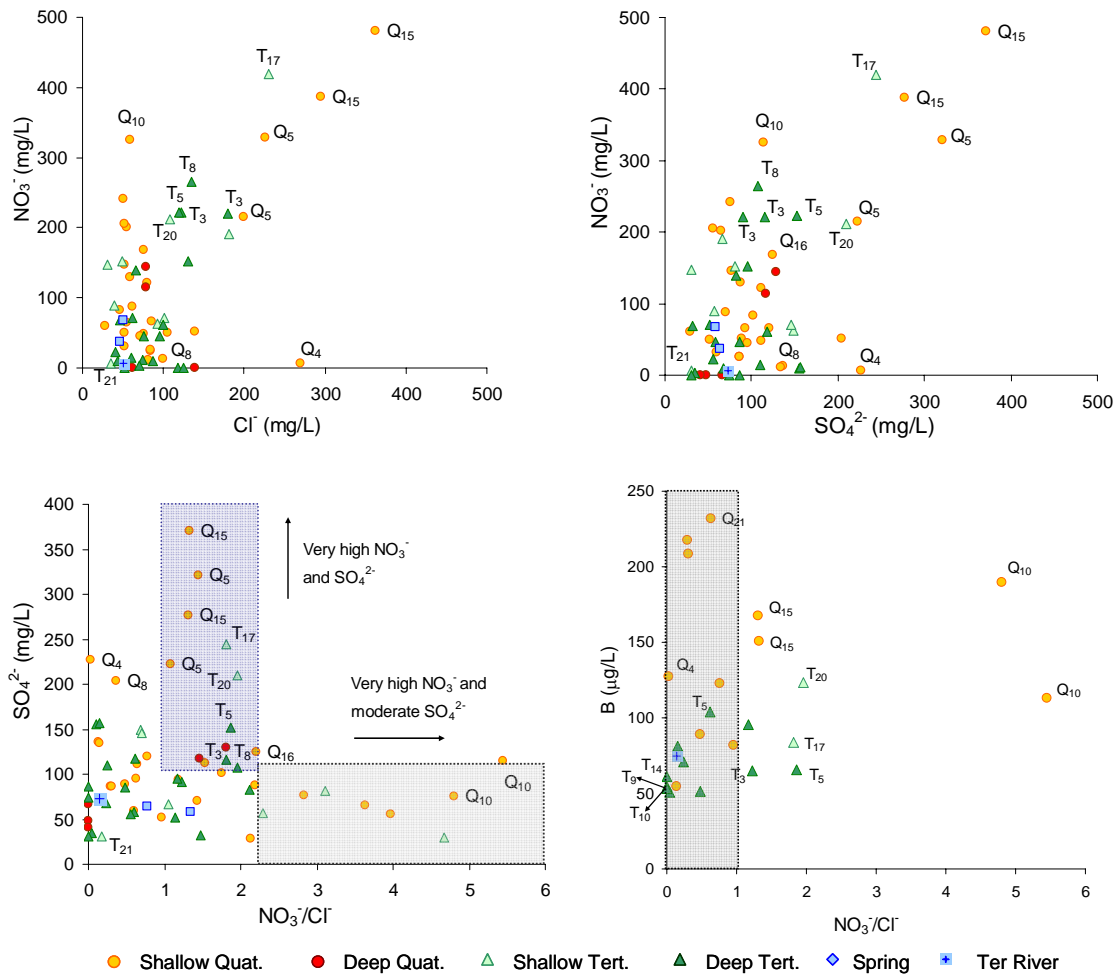 500
400
300
200
100
0
NO₃⁻ (mg/L)
Q₁₅
T₁₇
Q₁₅
Q₁₀
Q₅
T₈
T₅
T₃
T₃
Q₅
T₂₀
Q₈
Q₄
T₂₁
0 100 200 300 400 500
Cl⁻ (mg/L)
500
400
300
200
100
0
NO₃⁻ (mg/L)
Q₁₅
T₁₇
Q₁₅
Q₁₀
Q₅
T₈
T₃
T₅
Q₅
T₃
T₂₀
Q₁₆
T₂₁
Q₈
Q₄
0 100 200 300 400 500
SO₄²⁻ (mg/L)
400
350
300
250
200
150
100
50
0
SO₄²⁻ (mg/L)
Q₁₅
Q₅
Q₁₅
T₁₇
Q₄
Q₅
Q₈
T₂₀
T₅
T₃
T₈
Q₁₆
Q₁₀
Q₁₀
T₂₁
Very high NO₃⁻
and SO₄²⁻
Very high NO₃⁻ and
moderate SO₄²⁻
0 1 2 3 4 5 6
NO₃⁻/Cl⁻
250
200
150
100
50
0
B (µg/L)
Q₂₁
Q₁₀
Q₁₅
Q₁₅
Q₄
T₂₀
T₅
Q₁₀
T₁₇
T₁₄
T₃
T₅
T₉
T₁₀
0 1 2 3 4 5 6
NO₃⁻/Cl⁻
Shallow Quat. Deep Quat. Shallow Tert. Deep Tert. Spring Ter River